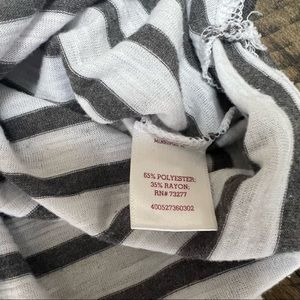 65% POLYESTER;
35% RAYON;
RN# 73277
400527360302